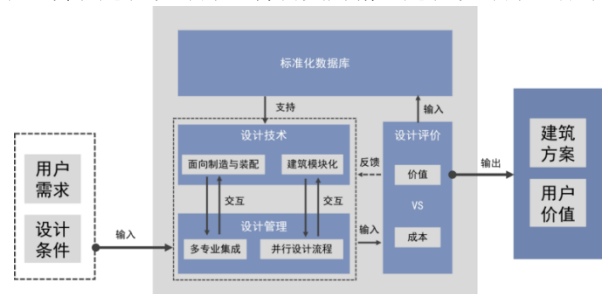 标准化数据库
支持
输入
设计技术
设计评价
面向制造与装配
建筑模块化
反馈
价值
交互
交互
VS
设计管理
输入
成本
多专业集成
并行设计流程
用户
需求
设计
条件
输入
输出
建筑
方案
用户
价值